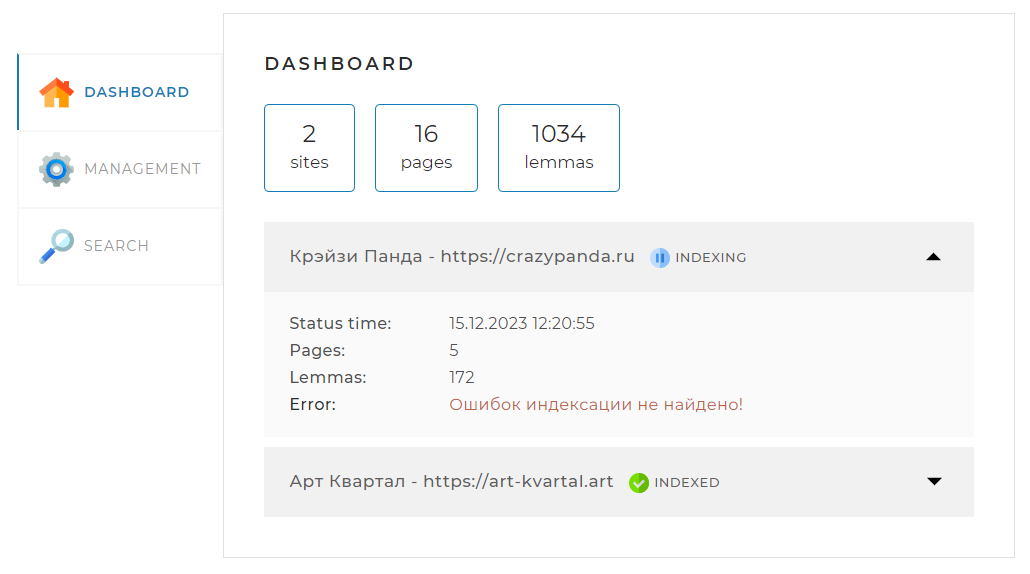 DASHBOARD
MANAGEMENT
SEARCH
DASHBOARD
2
sites
16
pages
1034
lemmas
Крэйзи Панда - https://crazypanda.ru INDEXING
Status time: 15.12.2023 12:20:55
Pages: 5
Lemmas: 172
Error: Ошибок индексации не найдено!
Арт Квартал - https://art-kvartal.art INDEXED